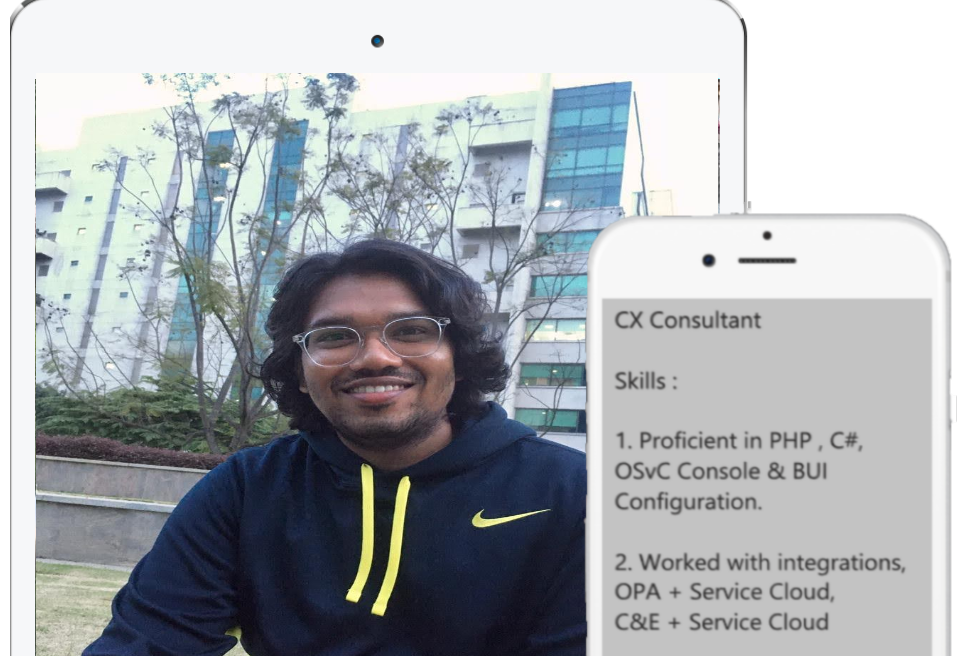 CX Consultant
Skills :
1. Proficient in PHP , C#,
OSvC Console & BUI
Configuration.
2. Worked with integrations,
OPA + Service Cloud,
C&E + Service Cloud